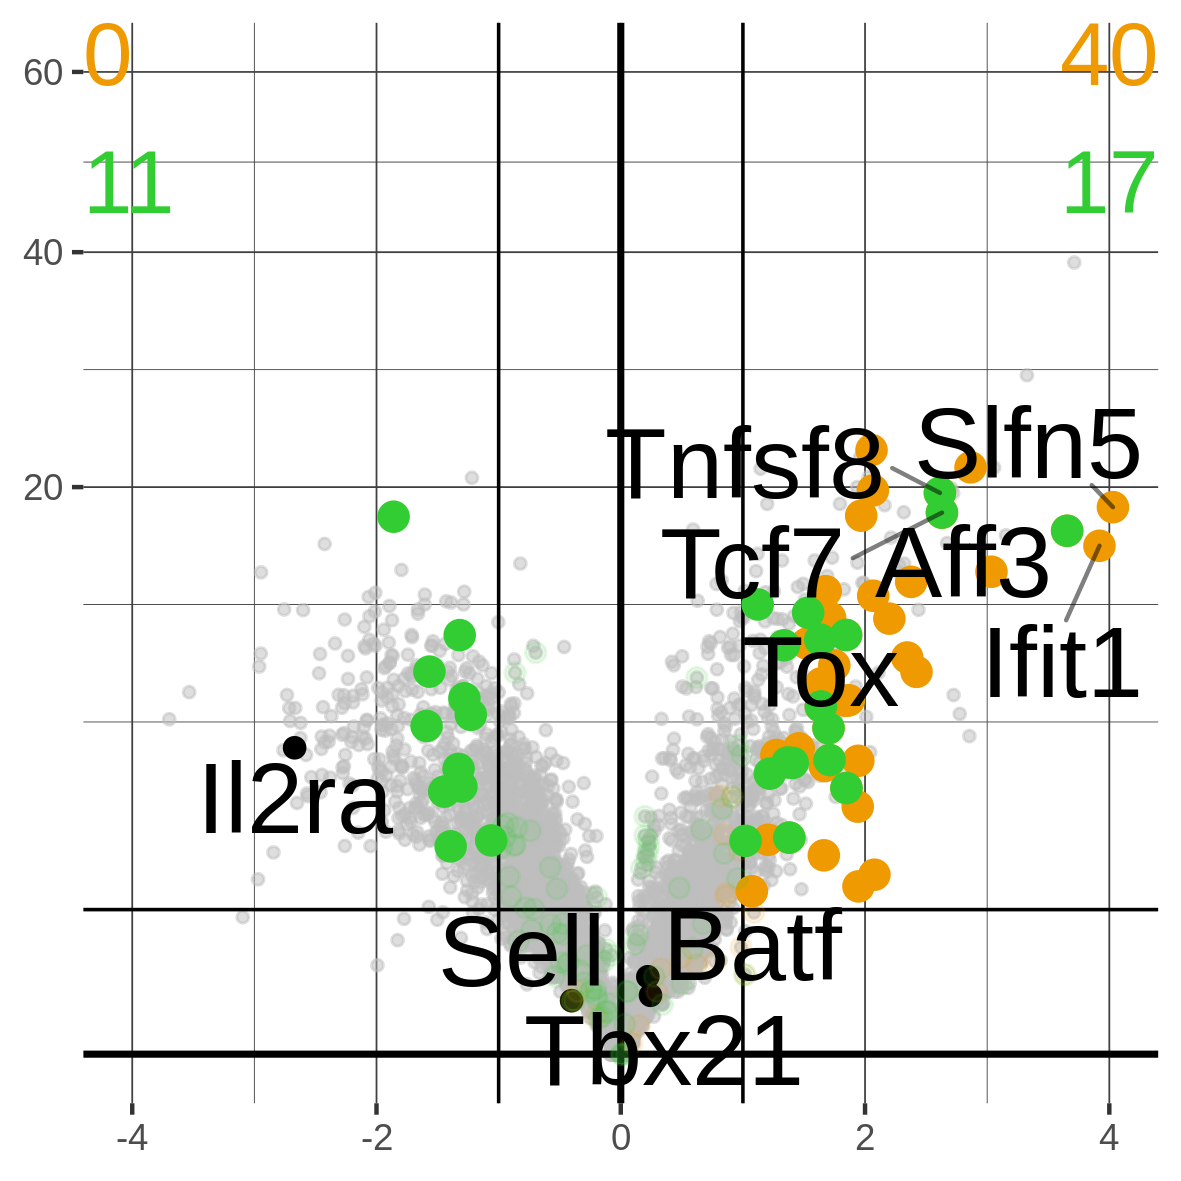 0 40
60
11 17
40
Slfn5
Tnfsf8
20
Tcf7 Aff3
Ifit1
Tox
Il2ra
Sell Batf
Tbx21
-4 -2 0 2 4